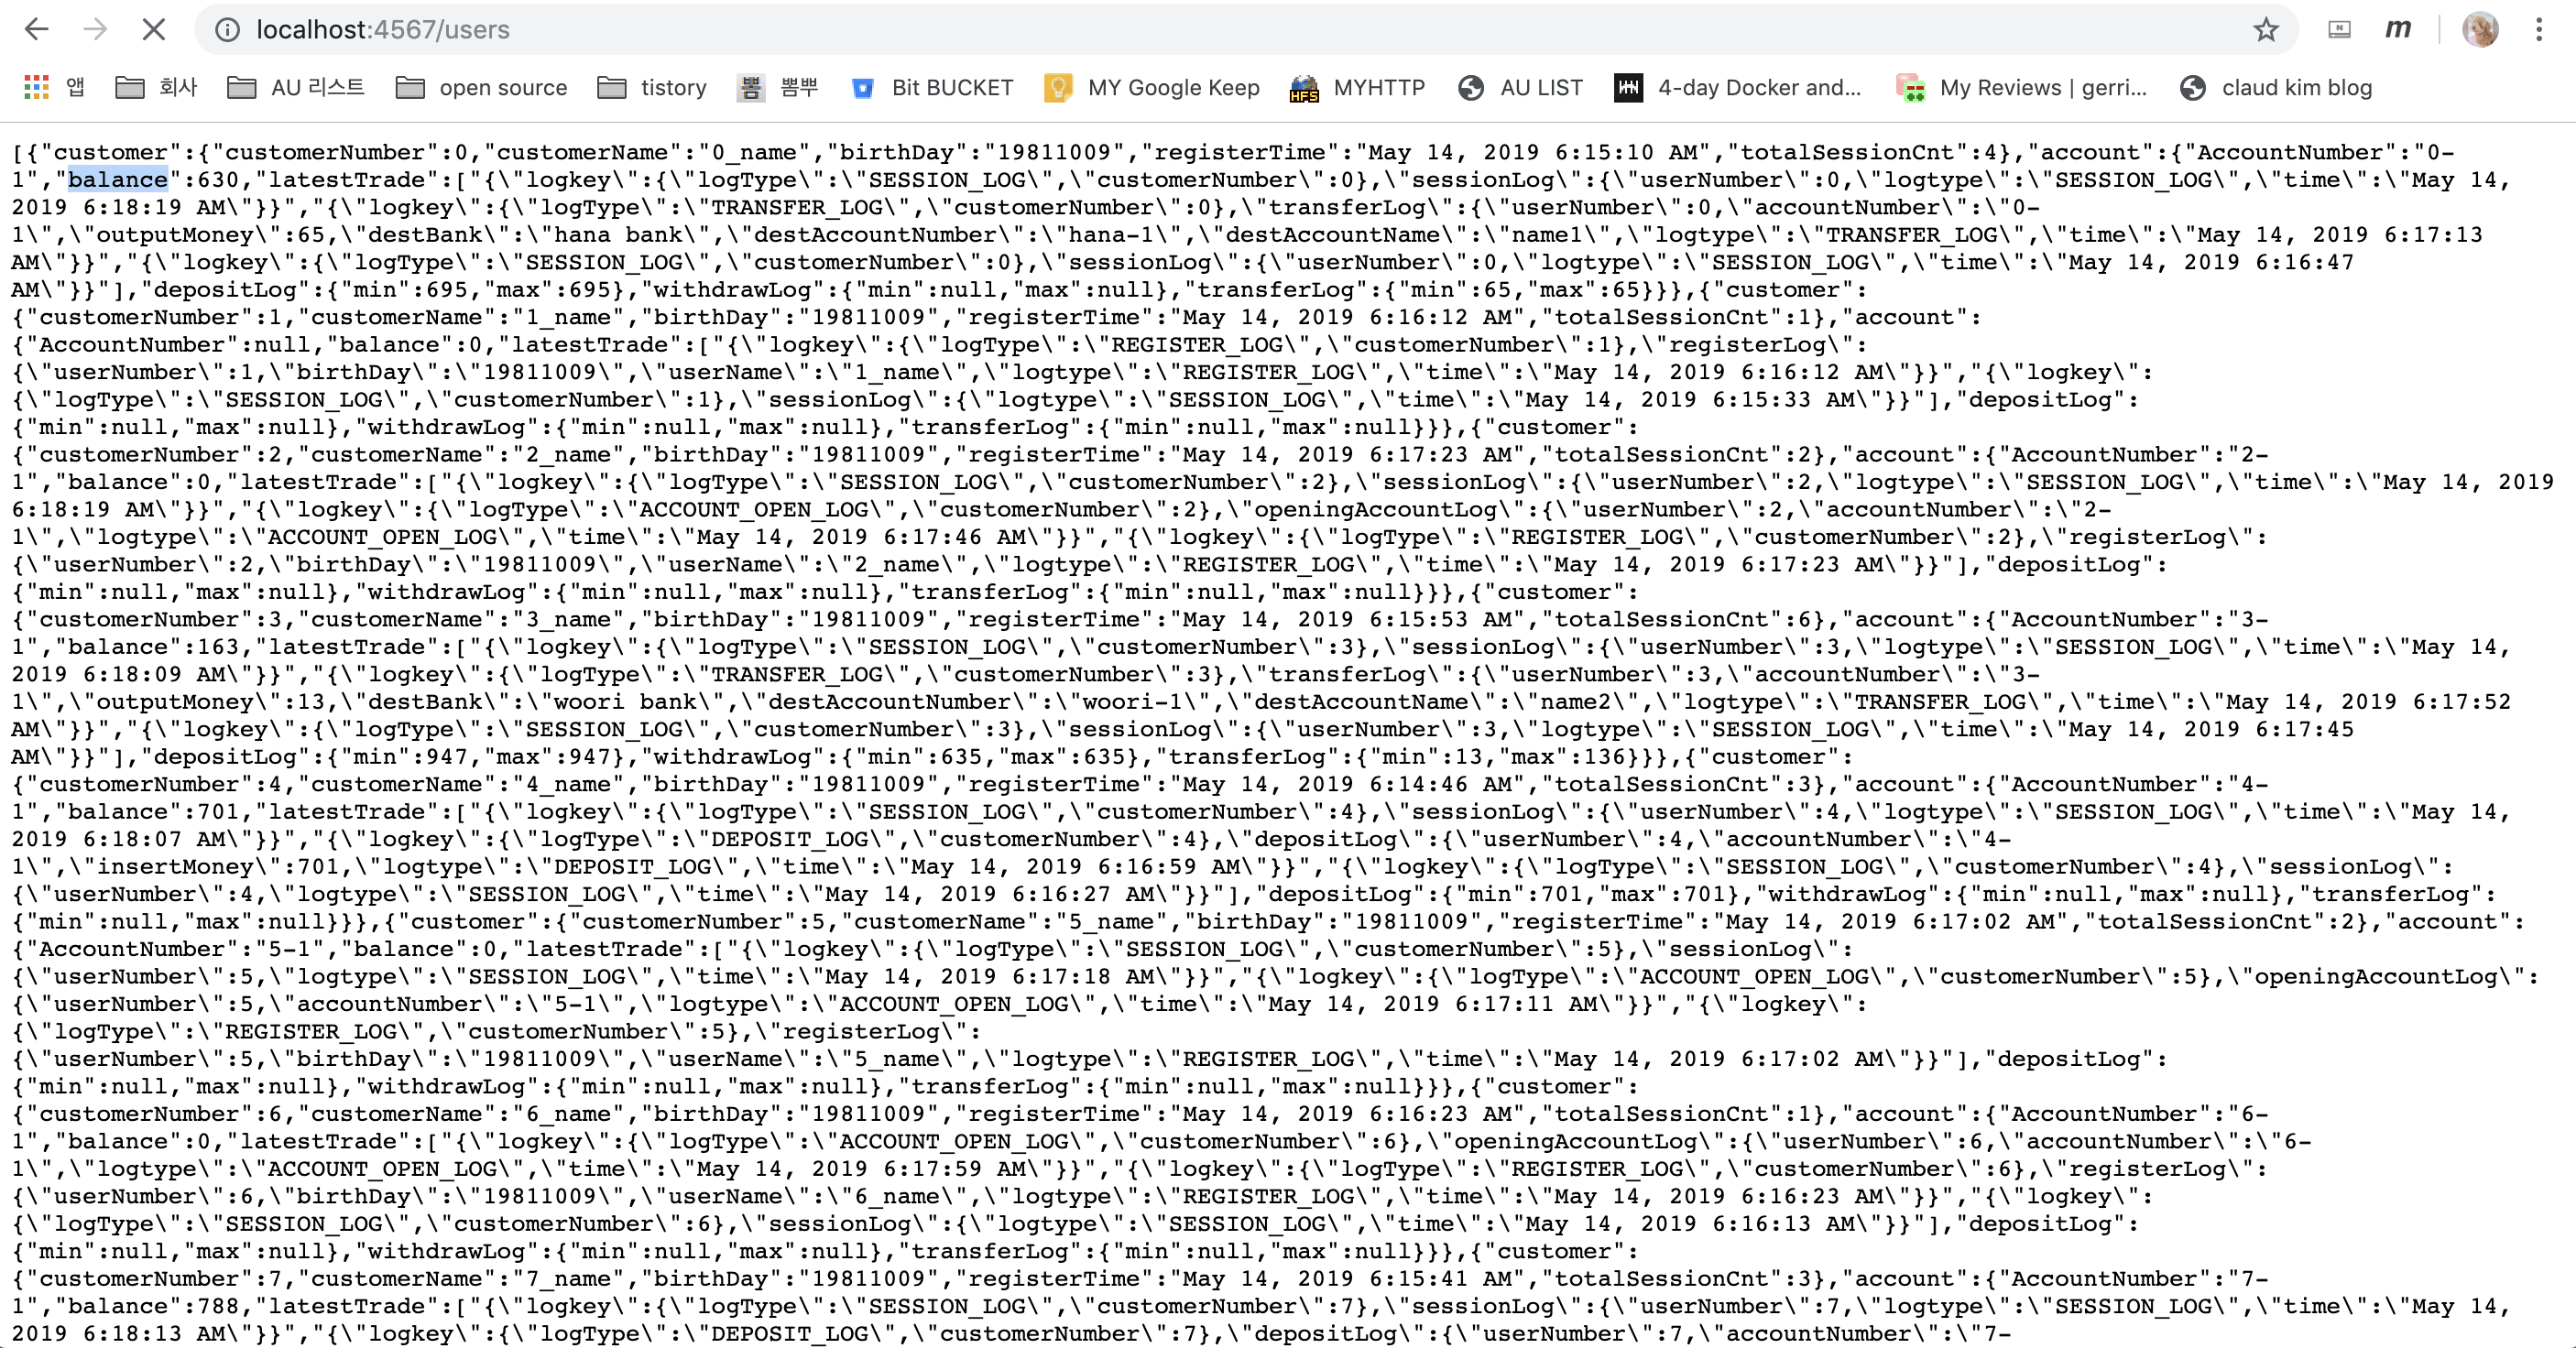 localhost:4567/users
앱 회사 AU 리스트 open source tistory 뽐뿌 Bit BUCKET MY Google Keep HFS MYHTTP AU LIST 4-day Docker and... My Reviews | gerri... claud kim blog
[{"customer":{"customerNumber":0,"customerName":"0_name","birthDay":"19811009","registerTime":"May 14, 2019 6:15:10 AM","totalSessionCnt":4},"account":{"AccountNumber":"0-
1","balance":630,"latestTrade":["{\"logkey\":{\"logType\":\"SESSION_LOG\",\"customerNumber\":0},\"sessionLog\":{\"userNumber\":0,\"logtype\":\"SESSION_LOG\",\"time\":\"May 14,
2019 6:18:19 AM\"}}","{\"logkey\":{\"logType\":\"TRANSFER_LOG\",\"customerNumber\":0},\"transferLog\":{\"userNumber\":0,\"accountNumber\":\"0-
1\",\"outputMoney\":65,\"destBank\":\"hana bank\",\"destAccountNumber\":\"hana-1\",\"destAccountName\":\"name1\",\"logtype\":\"TRANSFER_LOG\",\"time\":\"May 14, 2019 6:17:13
AM\"}}","{\"logkey\":{\"logType\":\"SESSION_LOG\",\"customerNumber\":0},\"sessionLog\":{\"userNumber\":0,\"logtype\":\"SESSION_LOG\",\"time\":\"May 14, 2019 6:16:47
AM\"}}"],"depositLog":{"min":695,"max":695},"withdrawLog":{"min":null,"max":null},"transferLog":{"min":65,"max":65}}},{"customer":
{"customerNumber":1,"customerName":"1_name","birthDay":"19811009","registerTime":"May 14, 2019 6:16:12 AM","totalSessionCnt":1},"account":
{"AccountNumber":null,"balance":0,"latestTrade":["{\"logkey\":{\"logType\":\"REGISTER_LOG\",\"customerNumber\":1},\"registerLog\":
{\"userNumber\":1,\"birthDay\":\"19811009\",\"userName\":\"1_name\",\"logtype\":\"REGISTER_LOG\",\"time\":\"May 14, 2019 6:16:12 AM\"}}","{\"logkey\":
{\"logType\":\"SESSION_LOG\",\"customerNumber\":1},\"sessionLog\":{\"logtype\":\"SESSION_LOG\",\"time\":\"May 14, 2019 6:15:33 AM\"}}"],"depositLog":
{"min":null,"max":null},"withdrawLog":{"min":null,"max":null},"transferLog":{"min":null,"max":null}}},{"customer":
{"customerNumber":2,"customerName":"2_name","birthDay":"19811009","registerTime":"May 14, 2019 6:17:23 AM","totalSessionCnt":2},"account":{"AccountNumber":"2-
1","balance":0,"latestTrade":["{\"logkey\":{\"logType\":\"SESSION_LOG\",\"customerNumber\":2},\"sessionLog\":{\"userNumber\":2,\"logtype\":\"SESSION_LOG\",\"time\":\"May 14, 2019
6:18:19 AM\"}}","{\"logkey\":{\"logType\":\"ACCOUNT_OPEN_LOG\",\"customerNumber\":2},\"openingAccountLog\":{\"userNumber\":2,\"accountNumber\":\"2-
1\",\"logtype\":\"ACCOUNT_OPEN_LOG\",\"time\":\"May 14, 2019 6:17:46 AM\"}}","{\"logkey\":{\"logType\":\"REGISTER_LOG\",\"customerNumber\":2},\"registerLog\":
{\"userNumber\":2,\"birthDay\":\"19811009\",\"userName\":\"2_name\",\"logtype\":\"REGISTER_LOG\",\"time\":\"May 14, 2019 6:17:23 AM\"}}"],"depositLog":
{"min":null,"max":null},"withdrawLog":{"min":null,"max":null},"transferLog":{"min":null,"max":null}}},{"customer":
{"customerNumber":3,"customerName":"3_name","birthDay":"19811009","registerTime":"May 14, 2019 6:15:53 AM","totalSessionCnt":6},"account":{"AccountNumber":"3-
1","balance":163,"latestTrade":["{\"logkey\":{\"logType\":\"SESSION_LOG\",\"customerNumber\":3},\"sessionLog\":{\"userNumber\":3,\"logtype\":\"SESSION_LOG\",\"time\":\"May 14,
2019 6:18:09 AM\"}}","{\"logkey\":{\"logType\":\"TRANSFER_LOG\",\"customerNumber\":3},\"transferLog\":{\"userNumber\":3,\"accountNumber\":\"3-
1\",\"outputMoney\":13,\"destBank\":\"woori bank\",\"destAccountNumber\":\"woori-1\",\"destAccountName\":\"name2\",\"logtype\":\"TRANSFER_LOG\",\"time\":\"May 14, 2019 6:17:52
AM\"}}","{\"logkey\":{\"logType\":\"SESSION_LOG\",\"customerNumber\":3},\"sessionLog\":{\"userNumber\":3,\"logtype\":\"SESSION_LOG\",\"time\":\"May 14, 2019 6:17:45
AM\"}}"],"depositLog":{"min":947,"max":947},"withdrawLog":{"min":635,"max":635},"transferLog":{"min":13,"max":136}}},{"customer":
{"customerNumber":4,"customerName":"4_name","birthDay":"19811009","registerTime":"May 14, 2019 6:14:46 AM","totalSessionCnt":3},"account":{"AccountNumber":"4-
1","balance":701,"latestTrade":["{\"logkey\":{\"logType\":\"SESSION_LOG\",\"customerNumber\":4},\"sessionLog\":{\"userNumber\":4,\"logtype\":\"SESSION_LOG\",\"time\":\"May 14,
2019 6:18:07 AM\"}}","{\"logkey\":{\"logType\":\"DEPOSIT_LOG\",\"customerNumber\":4},\"depositLog\":{\"userNumber\":4,\"accountNumber\":\"4-
1\",\"insertMoney\":701,\"logtype\":\"DEPOSIT_LOG\",\"time\":\"May 14, 2019 6:16:59 AM\"}}","{\"logkey\":{\"logType\":\"SESSION_LOG\",\"customerNumber\":4},\"sessionLog\":
{\"userNumber\":4,\"logtype\":\"SESSION_LOG\",\"time\":\"May 14, 2019 6:16:27 AM\"}}"],"depositLog":{"min":701,"max":701},"withdrawLog":{"min":null,"max":null},"transferLog":
{"min":null,"max":null}}},{"customer":{"customerNumber":5,"customerName":"5_name","birthDay":"19811009","registerTime":"May 14, 2019 6:17:02 AM","totalSessionCnt":2},"account":
{"AccountNumber":"5-1","balance":0,"latestTrade":["{\"logkey\":{\"logType\":\"SESSION_LOG\",\"customerNumber\":5},\"sessionLog\":
{\"userNumber\":5,\"logtype\":\"SESSION_LOG\",\"time\":\"May 14, 2019 6:17:18 AM\"}}","{\"logkey\":{\"logType\":\"ACCOUNT_OPEN_LOG\",\"customerNumber\":5},\"openingAccountLog\":
{\"userNumber\":5,\"accountNumber\":\"5-1\",\"logtype\":\"ACCOUNT_OPEN_LOG\",\"time\":\"May 14, 2019 6:17:11 AM\"}}","{\"logkey\":
{\"logType\":\"REGISTER_LOG\",\"customerNumber\":5},\"registerLog\":
{\"userNumber\":5,\"birthDay\":\"19811009\",\"userName\":\"5_name\",\"logtype\":\"REGISTER_LOG\",\"time\":\"May 14, 2019 6:17:02 AM\"}}"],"depositLog":
{"min":null,"max":null},"withdrawLog":{"min":null,"max":null},"transferLog":{"min":null,"max":null}}},{"customer":
{"customerNumber":6,"customerName":"6_name","birthDay":"19811009","registerTime":"May 14, 2019 6:16:23 AM","totalSessionCnt":1},"account":{"AccountNumber":"6-
1","balance":0,"latestTrade":["{\"logkey\":{\"logType\":\"ACCOUNT_OPEN_LOG\",\"customerNumber\":6},\"openingAccountLog\":{\"userNumber\":6,\"accountNumber\":\"6-
1\",\"logtype\":\"ACCOUNT_OPEN_LOG\",\"time\":\"May 14, 2019 6:17:59 AM\"}}","{\"logkey\":{\"logType\":\"REGISTER_LOG\",\"customerNumber\":6},\"registerLog\":
{\"userNumber\":6,\"birthDay\":\"19811009\",\"userName\":\"6_name\",\"logtype\":\"REGISTER_LOG\",\"time\":\"May 14, 2019 6:16:23 AM\"}}","{\"logkey\":
{\"logType\":\"SESSION_LOG\",\"customerNumber\":6},\"sessionLog\":{\"logtype\":\"SESSION_LOG\",\"time\":\"May 14, 2019 6:16:13 AM\"}}"],"depositLog":
{"min":null,"max":null},"withdrawLog":{"min":null,"max":null},"transferLog":{"min":null,"max":null}}},{"customer":
{"customerNumber":7,"customerName":"7_name","birthDay":"19811009","registerTime":"May 14, 2019 6:15:41 AM","totalSessionCnt":3},"account":{"AccountNumber":"7-
1","balance":788,"latestTrade":["{\"logkey\":{\"logType\":\"SESSION_LOG\",\"customerNumber\":7},\"sessionLog\":{\"userNumber\":7,\"logtype\":\"SESSION_LOG\",\"time\":\"May 14,
2019 6:18:13 AM\"}}","{\"logkey\":{\"logType\":\"DEPOSIT_LOG\",\"customerNumber\":7},\"depositLog\":{\"userNumber\":7,\"accountNumber\":\"7-